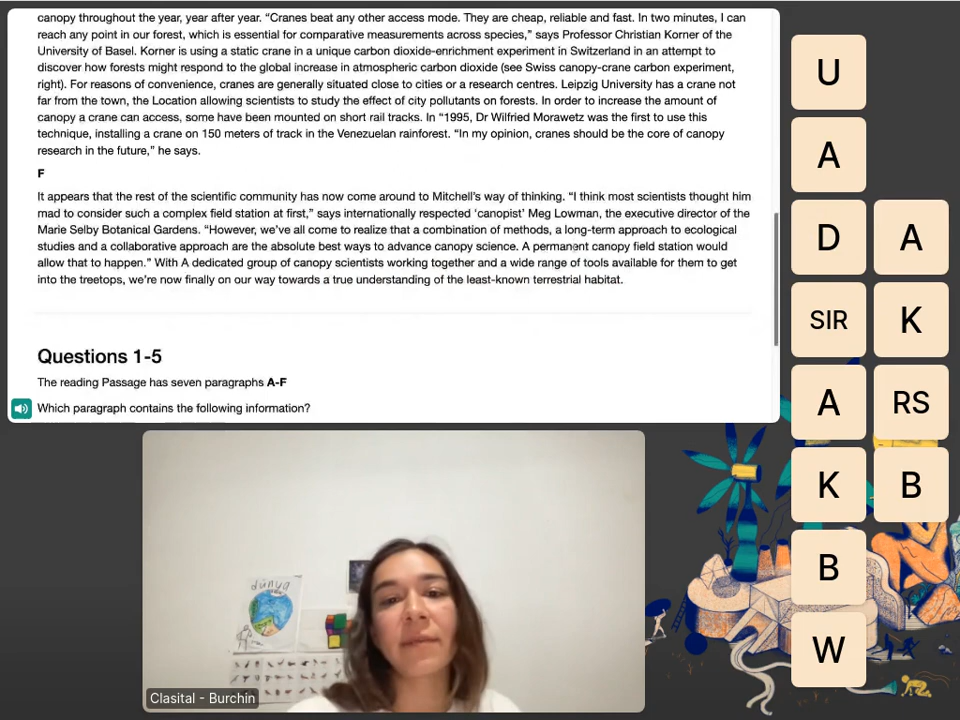 canopy throughout the year, year after year. “Cranes beat any other access mode. They are cheap, reliable and fast. In two minutes, I can
reach any point in our forest, which is essential for comparative measurements across species,” says Professor Christian Korner of the
University of Basel. Korner is using a static crane in a unique carbon dioxide-enrichment experiment in Switzerland in an attempt to
discover how forests might respond to the global increase in atmospheric carbon dioxide (see Swiss canopy-crane carbon experiment,
right). For reasons of convenience, cranes are generally situated close to cities or a research centres. Leipzig University has a crane not
far from the town, the Location allowing scientists to study the effect of city pollutants on forests. In order to increase the amount of
canopy a crane can access, some have been mounted on short rail tracks. In “1995, Dr Wilfried Morawetz was the first to use this
technique, installing a crane on 150 meters of track in the Venezuelan rainforest. “In my opinion, cranes should be the core of canopy
research in the future,” he says.
F
It appears that the rest of the scientific community has now come around to Mitchell’s way of thinking. “I think most scientists thought him
mad to consider such a complex field station at first,” says internationally respected ‘canopist’ Meg Lowman, the executive director of the
Marie Selby Botanical Gardens. “However, we’ve all come to realize that a combination of methods, a long-term approach to ecological
studies and a collaborative approach are the absolute best ways to advance canopy science. A permanent canopy field station would
allow that to happen.” With A dedicated group of canopy scientists working together and a wide range of tools available for them to get
into the treetops, we’re now finally on our way towards a true understanding of the least-known terrestrial habitat.
Questions 1-5
The reading Passage has seven paragraphs A-F
Which paragraph contains the following information?
U
A
D
A
SIR
K
A
RS
K
B
B
W
dünya
Clasital - Burchin